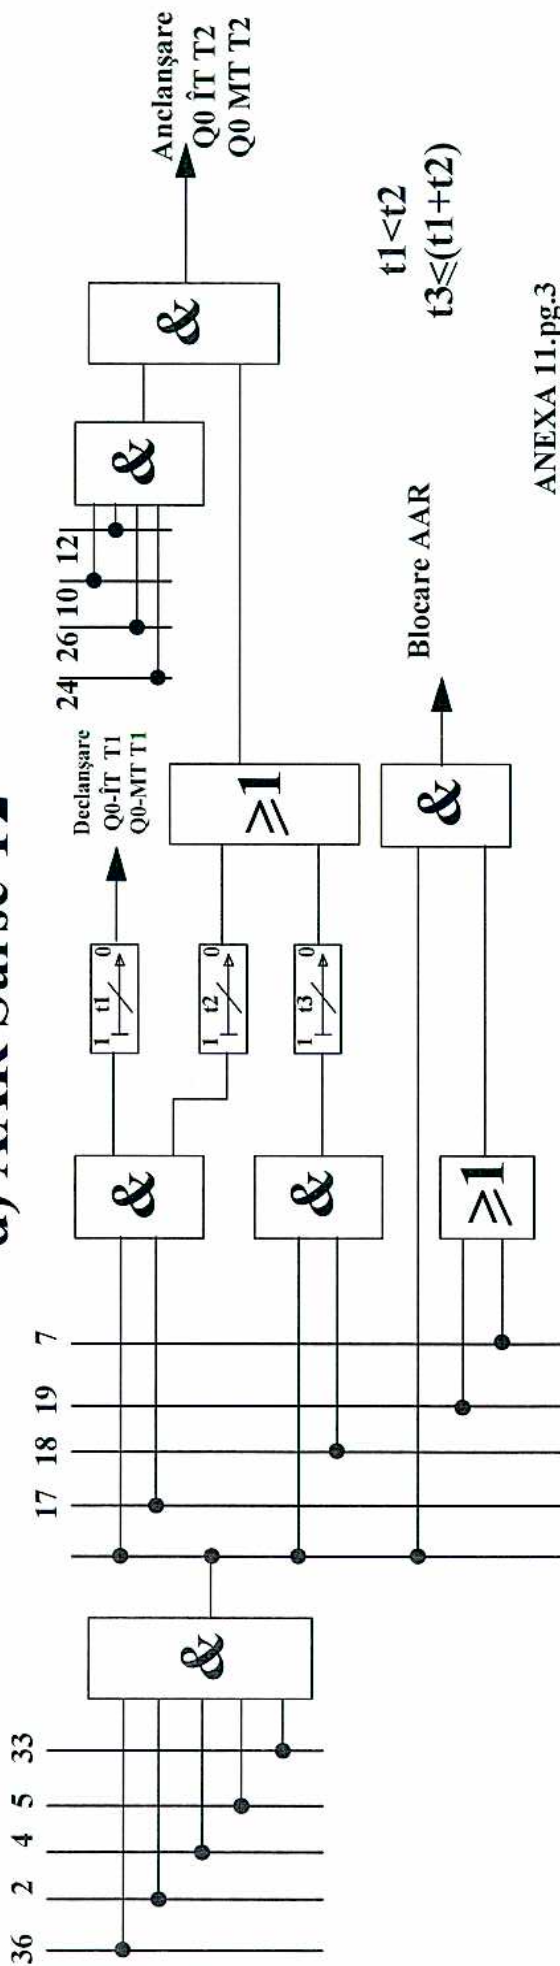 36 2 4 5 33
&
17 18 19 7
&
&
≥1
1 t1 0
1 t2 0
1 t3 0
Declanşare
Q0-ÎT T1
Q0-MT T1
≥1
&
Blocare AAR
24 26 10 12
&
&
Anclanşare
Q0 ÎT T2
Q0 MT T2
t1<t2
t3≤(t1+t2)
ANEXA 11.pg.3